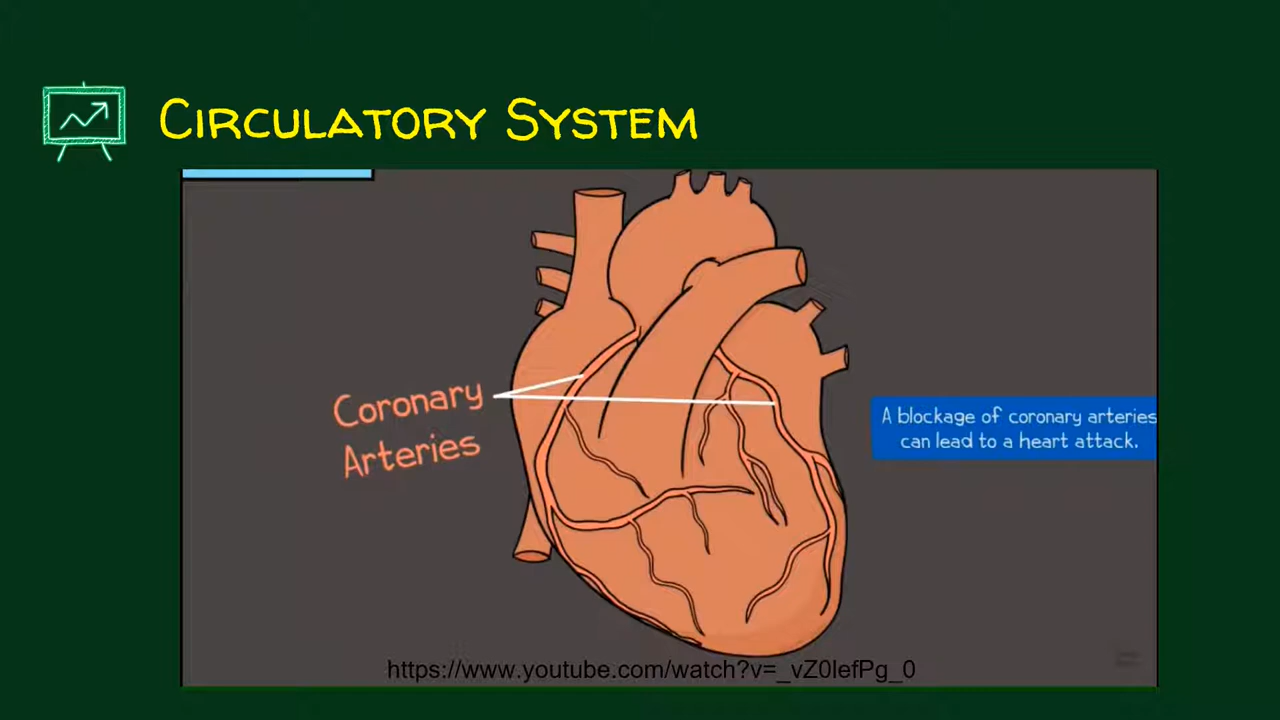 Circulatory System
Coronary
Arteries
A blockage of coronary arteries
can lead to a heart attack.
https://www.youtube.com/watch?v=_vZ0lefPg_0